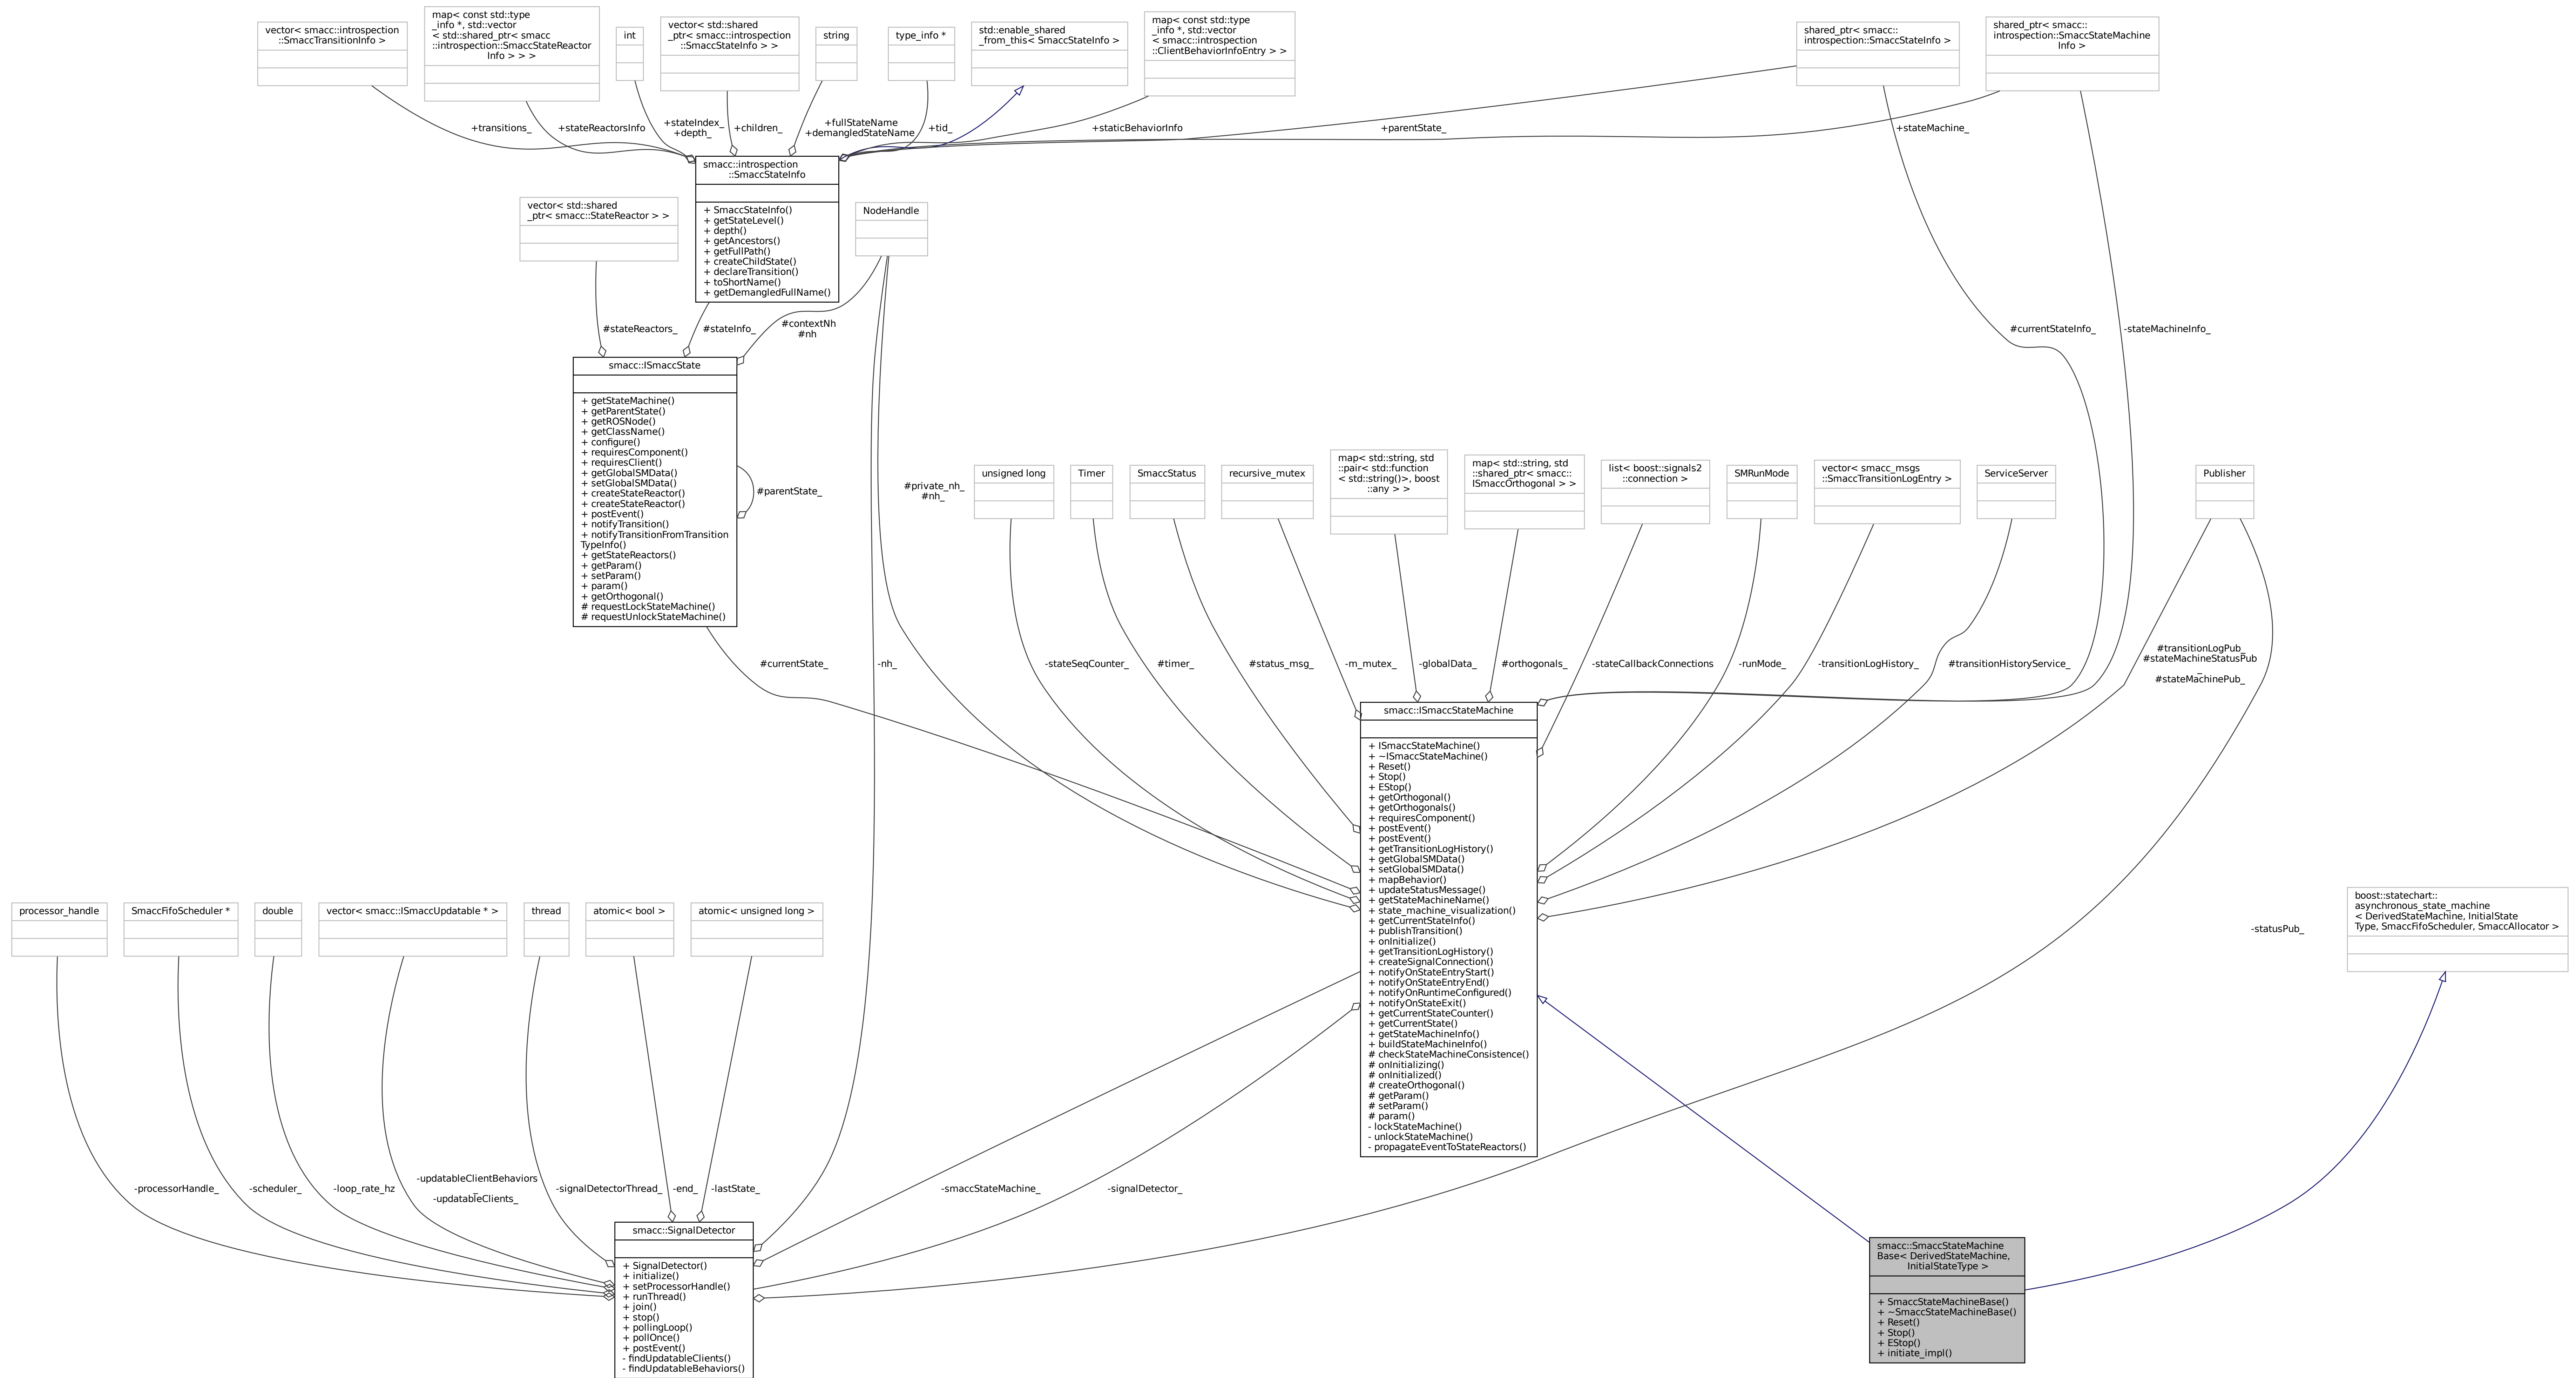 vector< smacc::introspection
::SmaccTransitionInfo >
map< const std::type
_info *, std::vector
< std::shared_ptr< smacc
::introspection::SmaccStateReactor
Info > > >
int
vector< std::shared
_ptr< smacc::introspection
::SmaccStateInfo > >
string
type_info *
std::enable_shared
_from_this< SmaccStateInfo >
map< const std::type
_info *, std::vector
< smacc::introspection
::ClientBehaviorInfoEntry > >
shared_ptr< smacc::
introspection::SmaccStateInfo >
shared_ptr< smacc::
introspection::SmaccStateMachine
Info >
+transitions_
+stateReactorsInfo
+stateIndex_
+depth_
+children_
+fullStateName
+demangledStateName
+tid_
+staticBehaviorInfo
+parentState_
+stateMachine_
smacc::introspection
::SmaccStateInfo
+ SmaccStateInfo()
+ getStateLevel()
+ depth()
+ getAncestors()
+ getFullPath()
+ createChildState()
+ declareTransition()
+ toShortName()
+ getDemangledFullName()
vector< std::shared
_ptr< smacc::StateReactor > >
NodeHandle
#stateReactors_
#stateInfo_
#contextNh
#nh
#currentStateInfo_
-stateMachineInfo_
smacc::ISmaccState
+ getStateMachine()
+ getParentState()
+ getROSNode()
+ getClassName()
+ configure()
+ requiresComponent()
+ requiresClient()
+ getGlobalSMData()
+ setGlobalSMData()
+ createStateReactor()
+ createStateReactor()
+ postEvent()
+ notifyTransition()
+ notifyTransitionFromTransition
TypeInfo()
+ getStateReactors()
+ getParam()
+ setParam()
+ param()
+ getOrthogonal()
# requestLockStateMachine()
# requestUnlockStateMachine()
#parentState_
#private_nh_
#nh_
unsigned long
Timer
SmaccStatus
recursive_mutex
map< std::string, std
::pair< std::function
< std::string()>, boost
::any > >
map< std::string, std
::shared_ptr< smacc::
ISmaccOrthogonal > >
list< boost::signals2
::connection >
SMRunMode
vector< smacc_msgs
::SmaccTransitionLogEntry >
ServiceServer
Publisher
#currentState_
-nh_
-stateSeqCounter_
#timer_
#status_msg_
-m_mutex_
-globalData_
#orthogonals_
-stateCallbackConnections
-runMode_
-transitionLogHistory_
#transitionHistoryService_
#transitionLogPub_
#stateMachineStatusPub
_
#stateMachinePub_
smacc::ISmaccStateMachine
+ ISmaccStateMachine()
+ ~ISmaccStateMachine()
+ Reset()
+ Stop()
+ EStop()
+ getOrthogonal()
+ getOrthogonals()
+ requiresComponent()
+ postEvent()
+ postEvent()
+ getTransitionLogHistory()
+ getGlobalSMData()
+ setGlobalSMData()
+ mapBehavior()
+ updateStatusMessage()
+ getStateMachineName()
+ state_machine_visualization()
+ getCurrentStateInfo()
+ publishTransition()
+ onInitialize()
+ getTransitionLogHistory()
+ createSignalConnection()
+ notifyOnStateEntryStart()
+ notifyOnStateEntryEnd()
+ notifyOnRuntimeConfigured()
+ notifyOnStateExit()
+ getCurrentStateCounter()
+ getCurrentState()
+ getStateMachineInfo()
+ buildStateMachineInfo()
# checkStateMachineConsistence()
# onInitializing()
# onInitialized()
# createOrthogonal()
# getParam()
# setParam()
# param()
- lockStateMachine()
- unlockStateMachine()
- propagateEventToStateReactors()
processor_handle
SmaccFifoScheduler *
double
vector< smacc::ISmaccUpdatable * >
thread
atomic< bool >
atomic< unsigned long >
-statusPub_
boost::statechart::
asynchronous_state_machine
< DerivedStateMachine, InitialState
Type, SmaccFifoScheduler, SmaccAllocator >
-processorHandle_
-scheduler_
-loop_rate_hz
-updatableClientBehaviors
_
-updatableClients_
-signalDetectorThread_
-end_
-lastState_
-smaccStateMachine_
-signalDetector_
smacc::SignalDetector
+ SignalDetector()
+ initialize()
+ setProcessorHandle()
+ runThread()
+ join()
+ stop()
+ pollingLoop()
+ pollOnce()
+ postEvent()
- findUpdatableClients()
- findUpdatableBehaviors()
smacc::SmaccStateMachine
Base< DerivedStateMachine,
InitialStateType >
+ SmaccStateMachineBase()
+ ~SmaccStateMachineBase()
+ Reset()
+ Stop()
+ EStop()
+ initiate_impl()